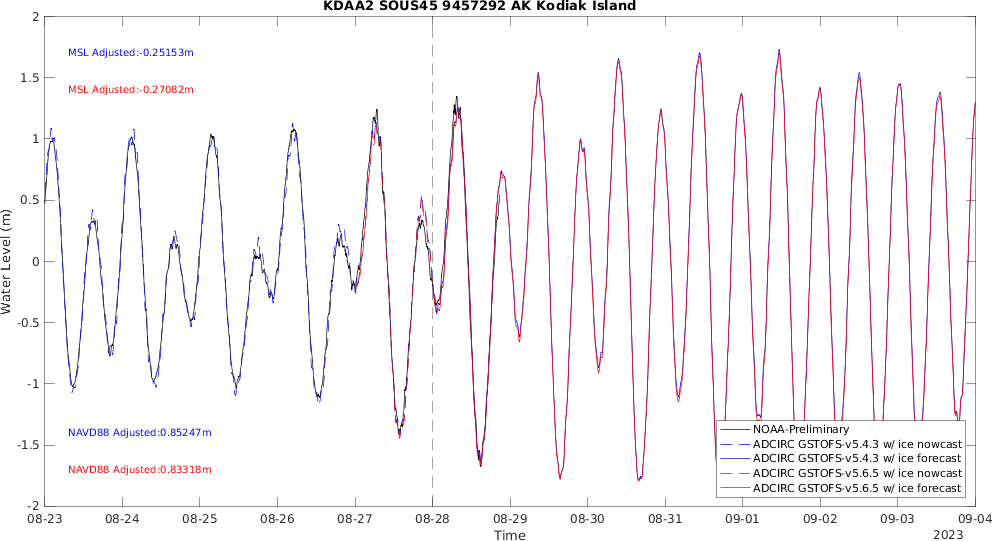 KDAA2 SOUS45 9457292 AK Kodiak Island
MSL Adjusted:-0.25153m
MSL Adjusted:-0.27082m
NAVD88 Adjusted:0.85247m
NAVD88 Adjusted:0.83318m
Water Level (m)
2
1.5
1
0.5
0
-0.5
-1
-1.5
-2
NOAA-Preliminary
ADCIRC GSTOFS-v5.4.3 w/ ice nowcast
ADCIRC GSTOFS-v5.4.3 w/ ice forecast
ADCIRC GSTOFS-v5.6.5 w/ ice nowcast
ADCIRC GSTOFS-v5.6.5 w/ ice forecast
08-23 08-24 08-25 08-26 08-27 08-28 08-29 08-30 08-31 09-01 09-02 09-03 09-04
Time
2023